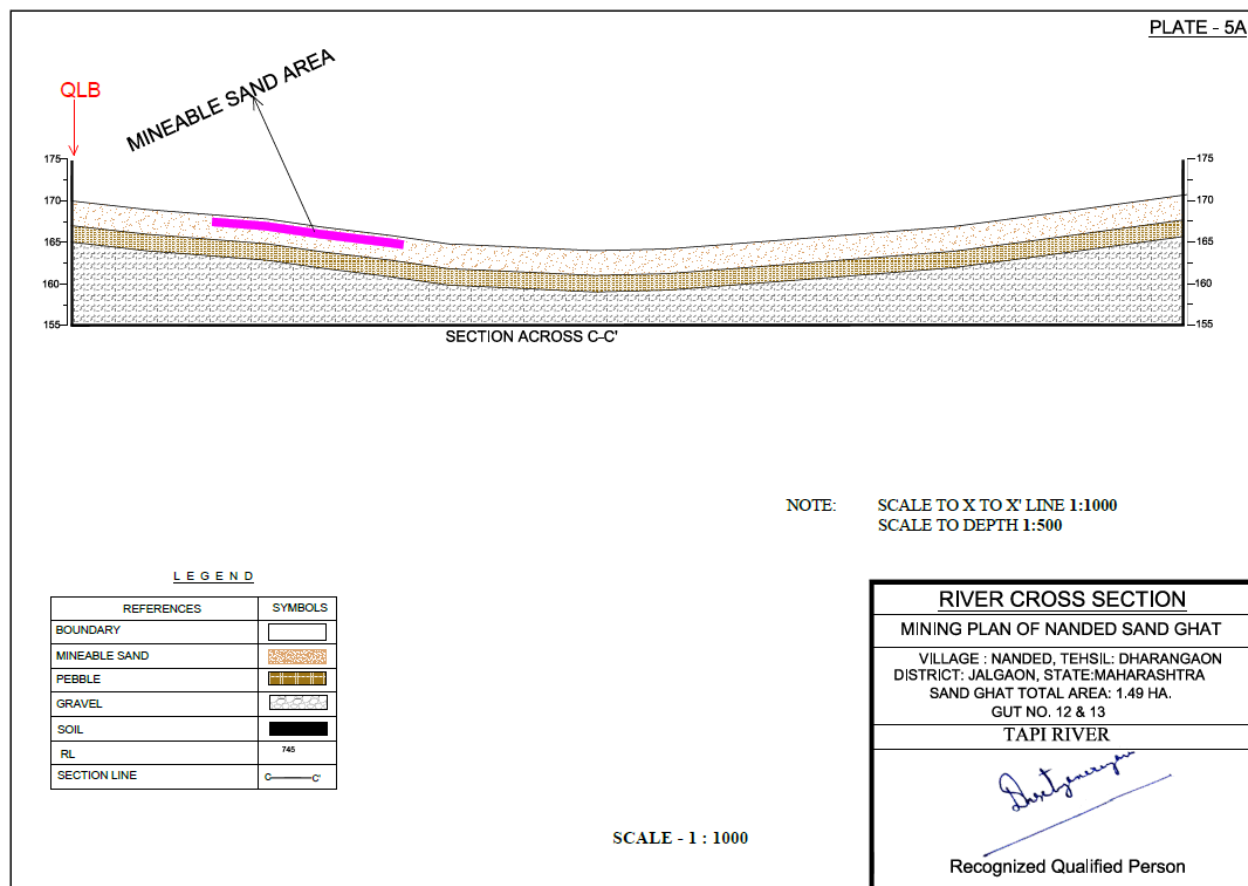 PLATE - 5A
QLB
MINEABLE SAND AREA
175
170
165
160
155
175
170
165
160
155
SECTION ACROSS C-C'
NOTE: SCALE TO X TO X' LINE 1:1000
SCALE TO DEPTH 1:500
LEGEND
REFERENCES SYMBOLS
BOUNDARY
MINEABLE SAND
PEBBLE
GRAVEL
SOIL
RL 745
SECTION LINE C C'
SCALE - 1 : 1000
RIVER CROSS SECTION
MINING PLAN OF NANDED SAND GHAT
VILLAGE : NANDED, TEHSIL: DHARANGAON
DISTRICT: JALGAON, STATE:MAHARASHTRA
SAND GHAT TOTAL AREA: 1.49 HA.
GUT NO. 12 & 13
TAPI RIVER
Recognized Qualified Person